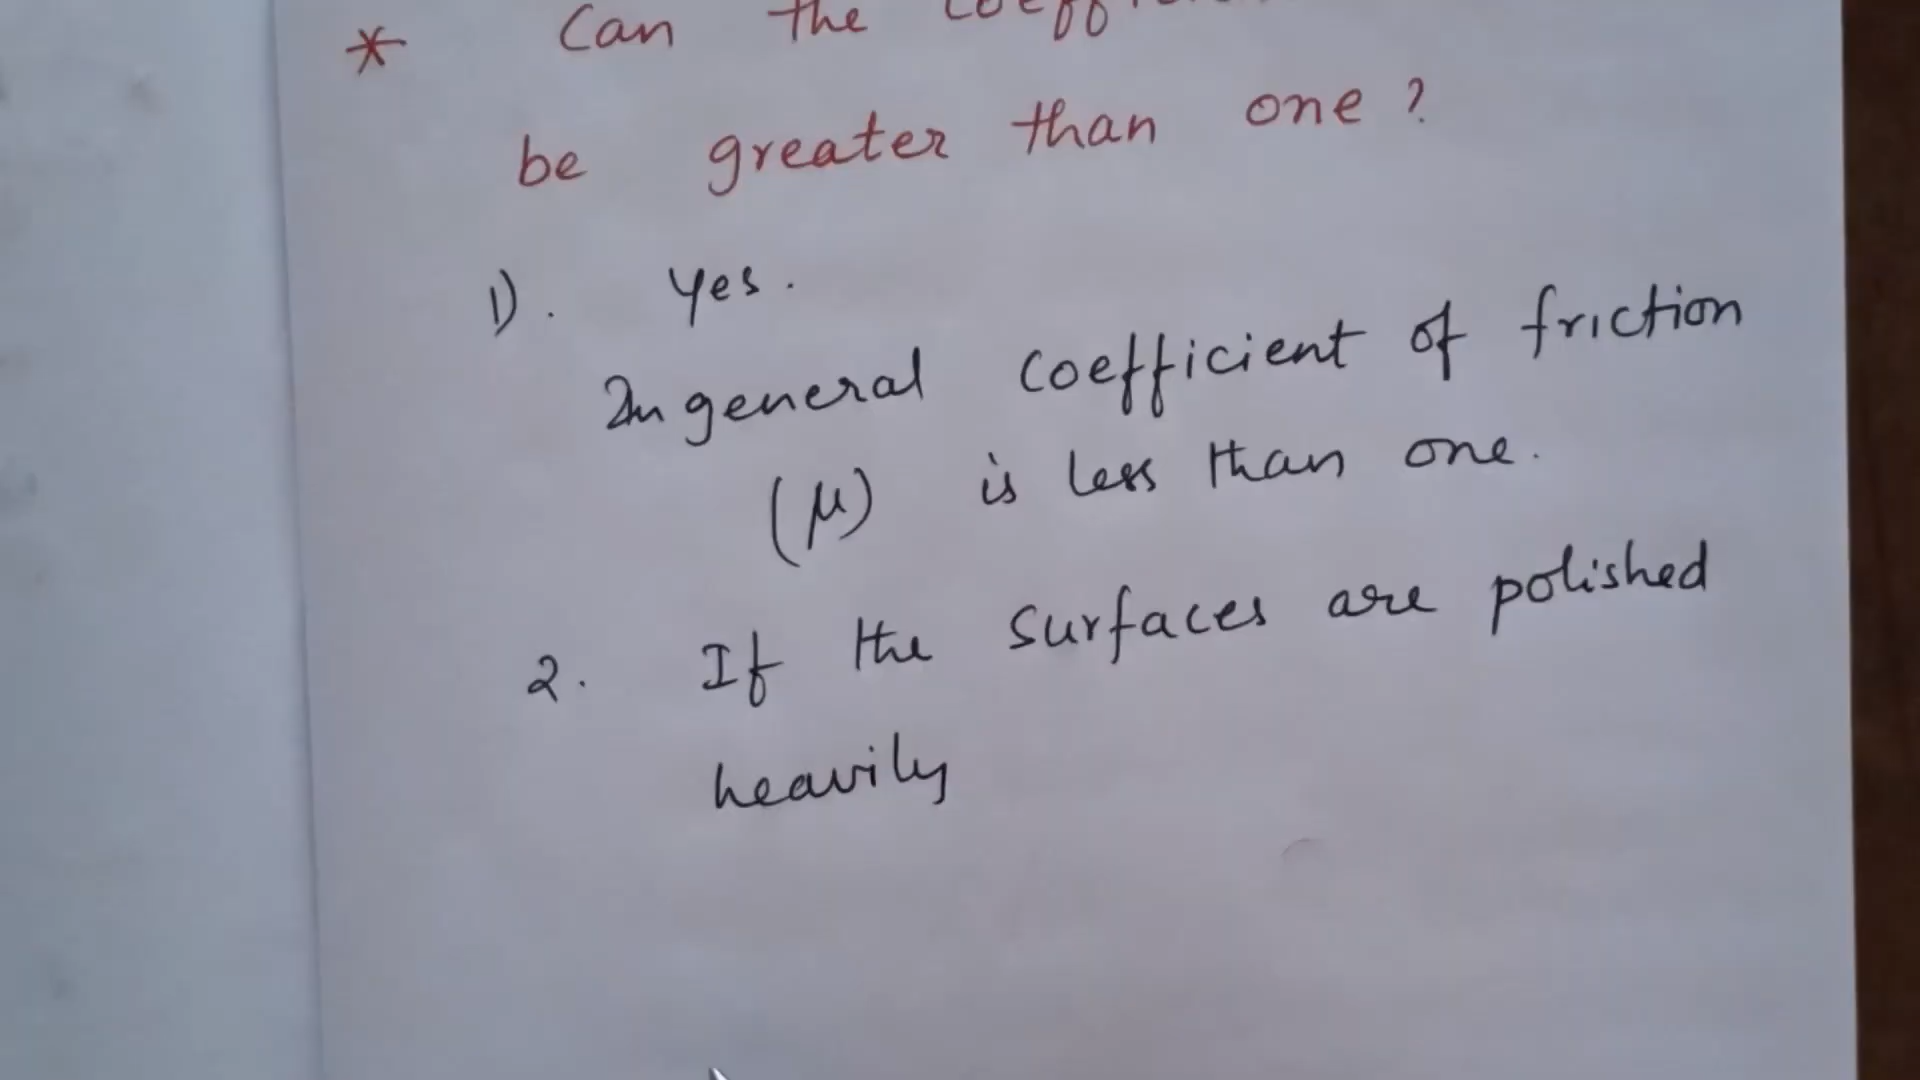 * Can the
be greater than one?
1). Yes.
In general coefficient of friction
(μ) is less than one.
2. If the surfaces are polished
heavily